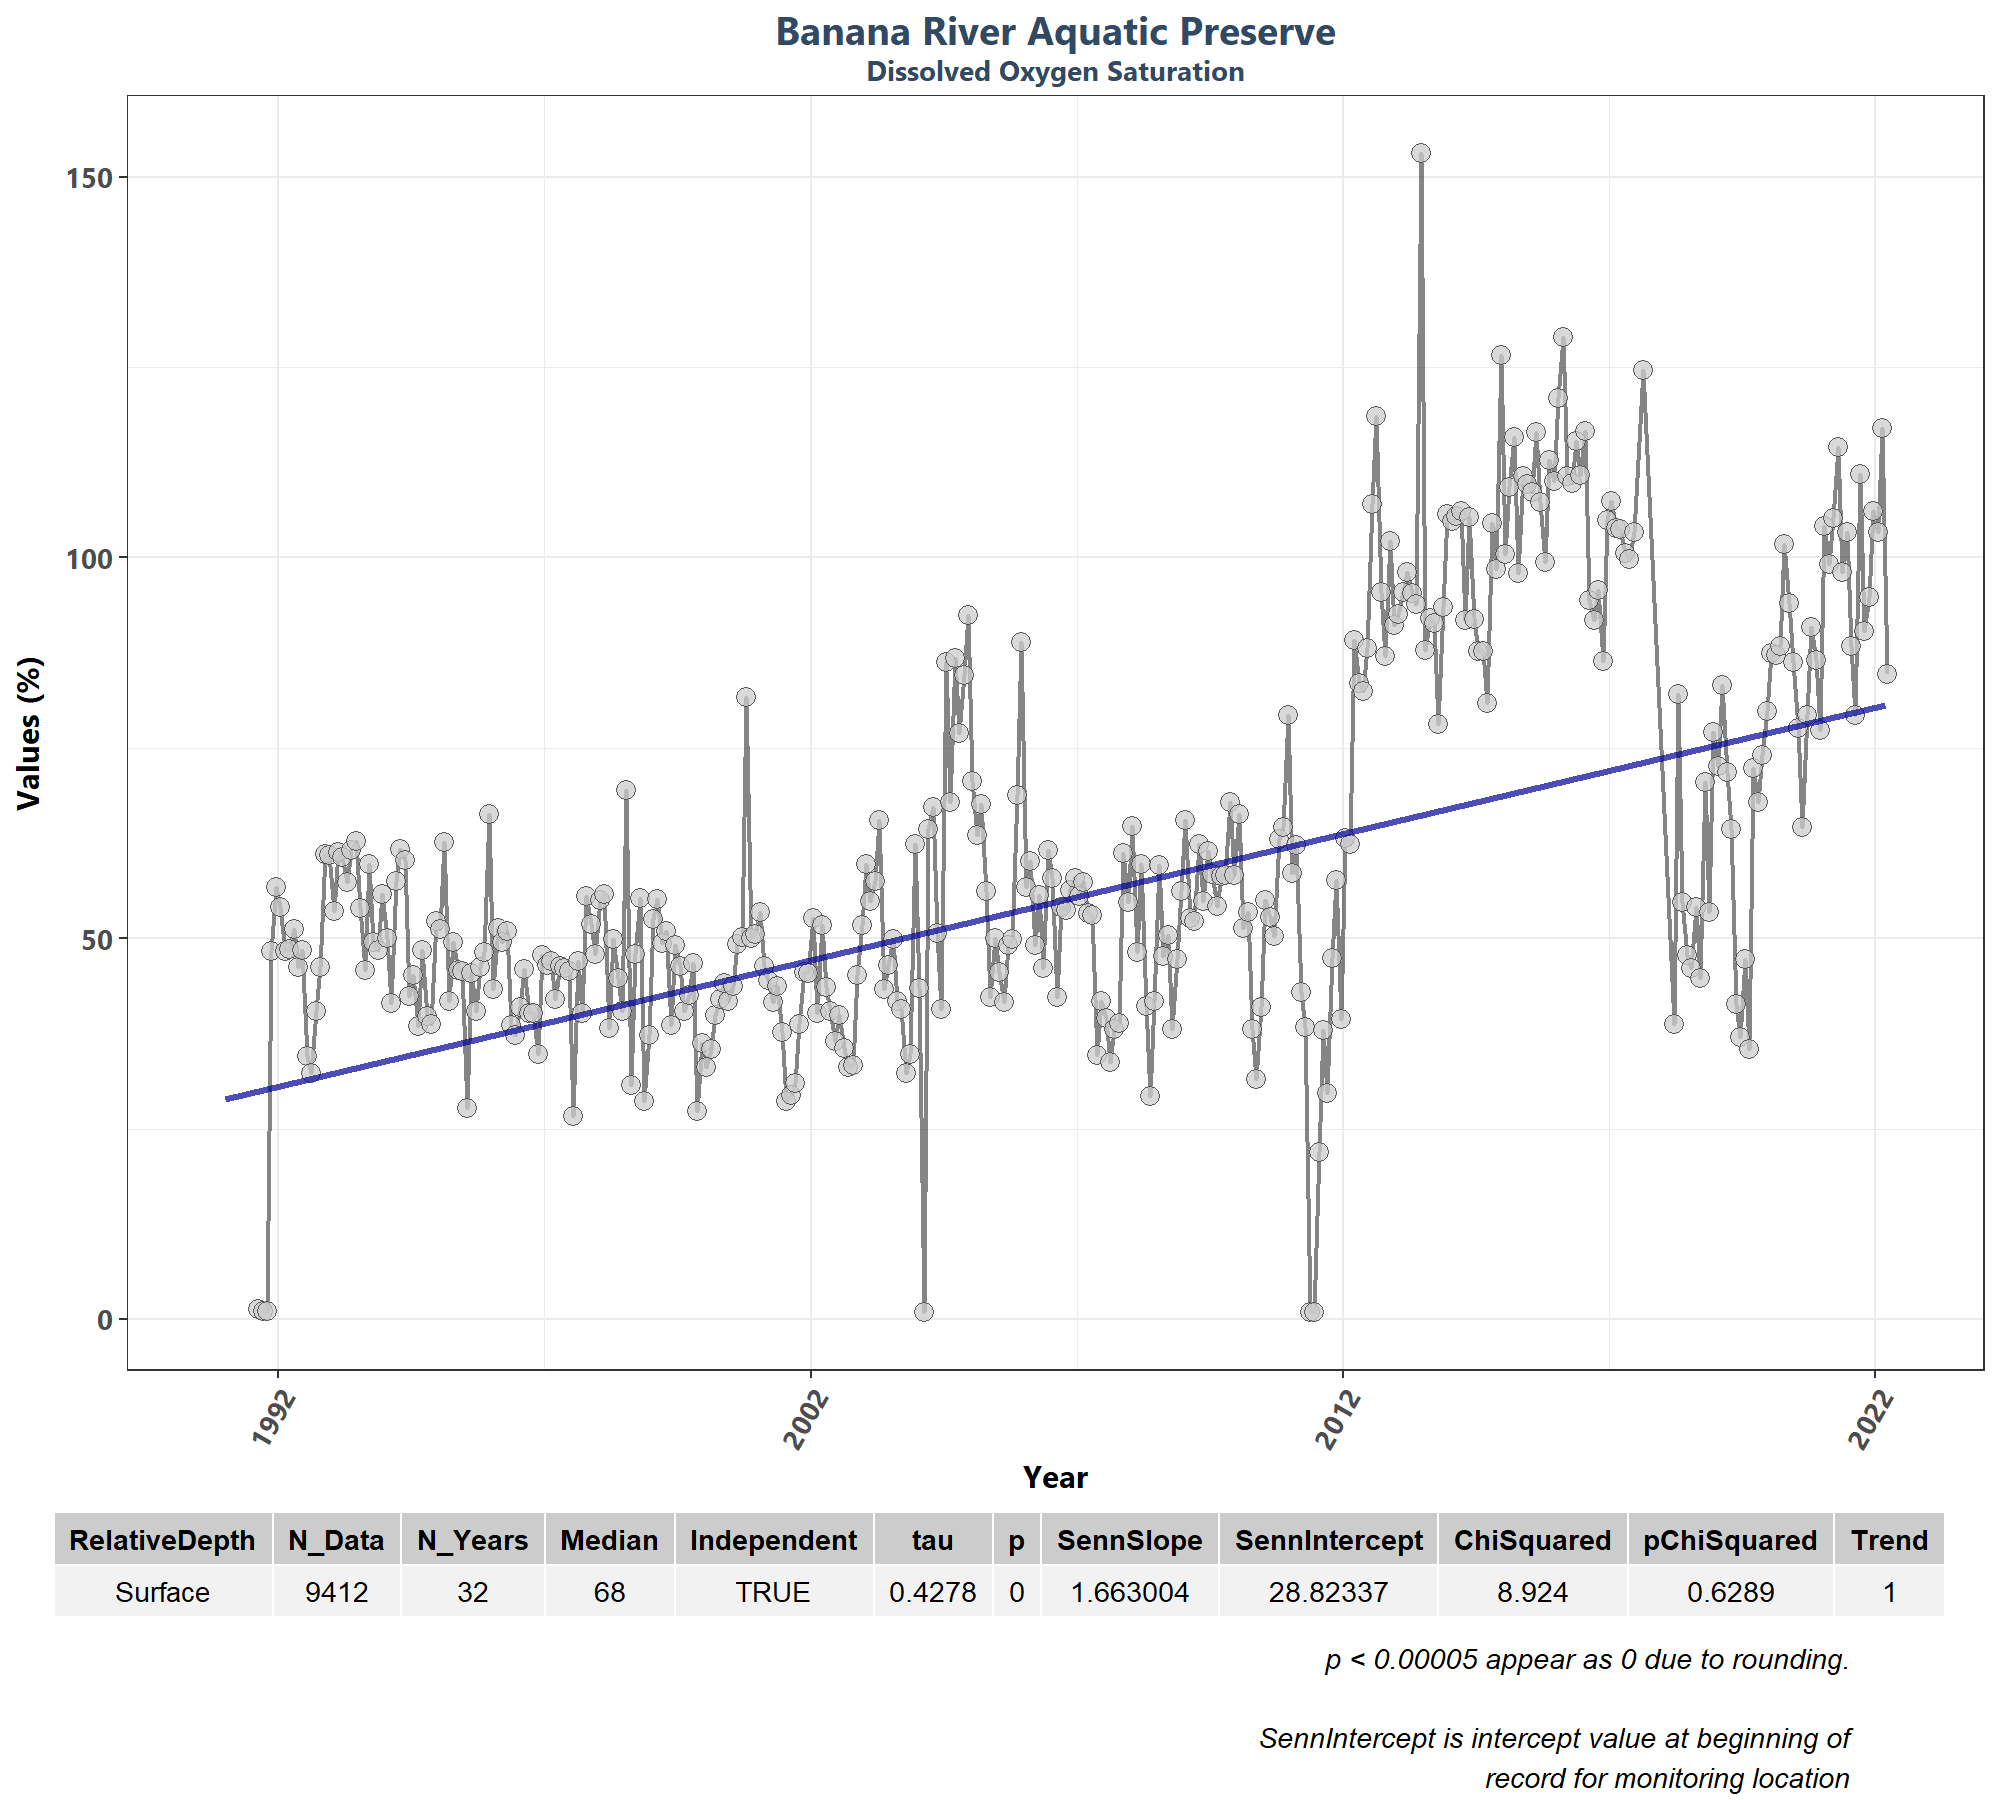 Banana River Aquatic Preserve
Dissolved Oxygen Saturation
Values (%)
150
100
50
0
1992 2002 2012 2022
Year
RelativeDepth N_Data N_Years Median Independent tau p SennSlope SennIntercept ChiSquared pChiSquared Trend
Surface 9412 32 68 TRUE 0.4278 0 1.663004 28.82337 8.924 0.6289 1
p < 0.00005 appear as 0 due to rounding.
SennIntercept is intercept value at beginning of
record for monitoring location